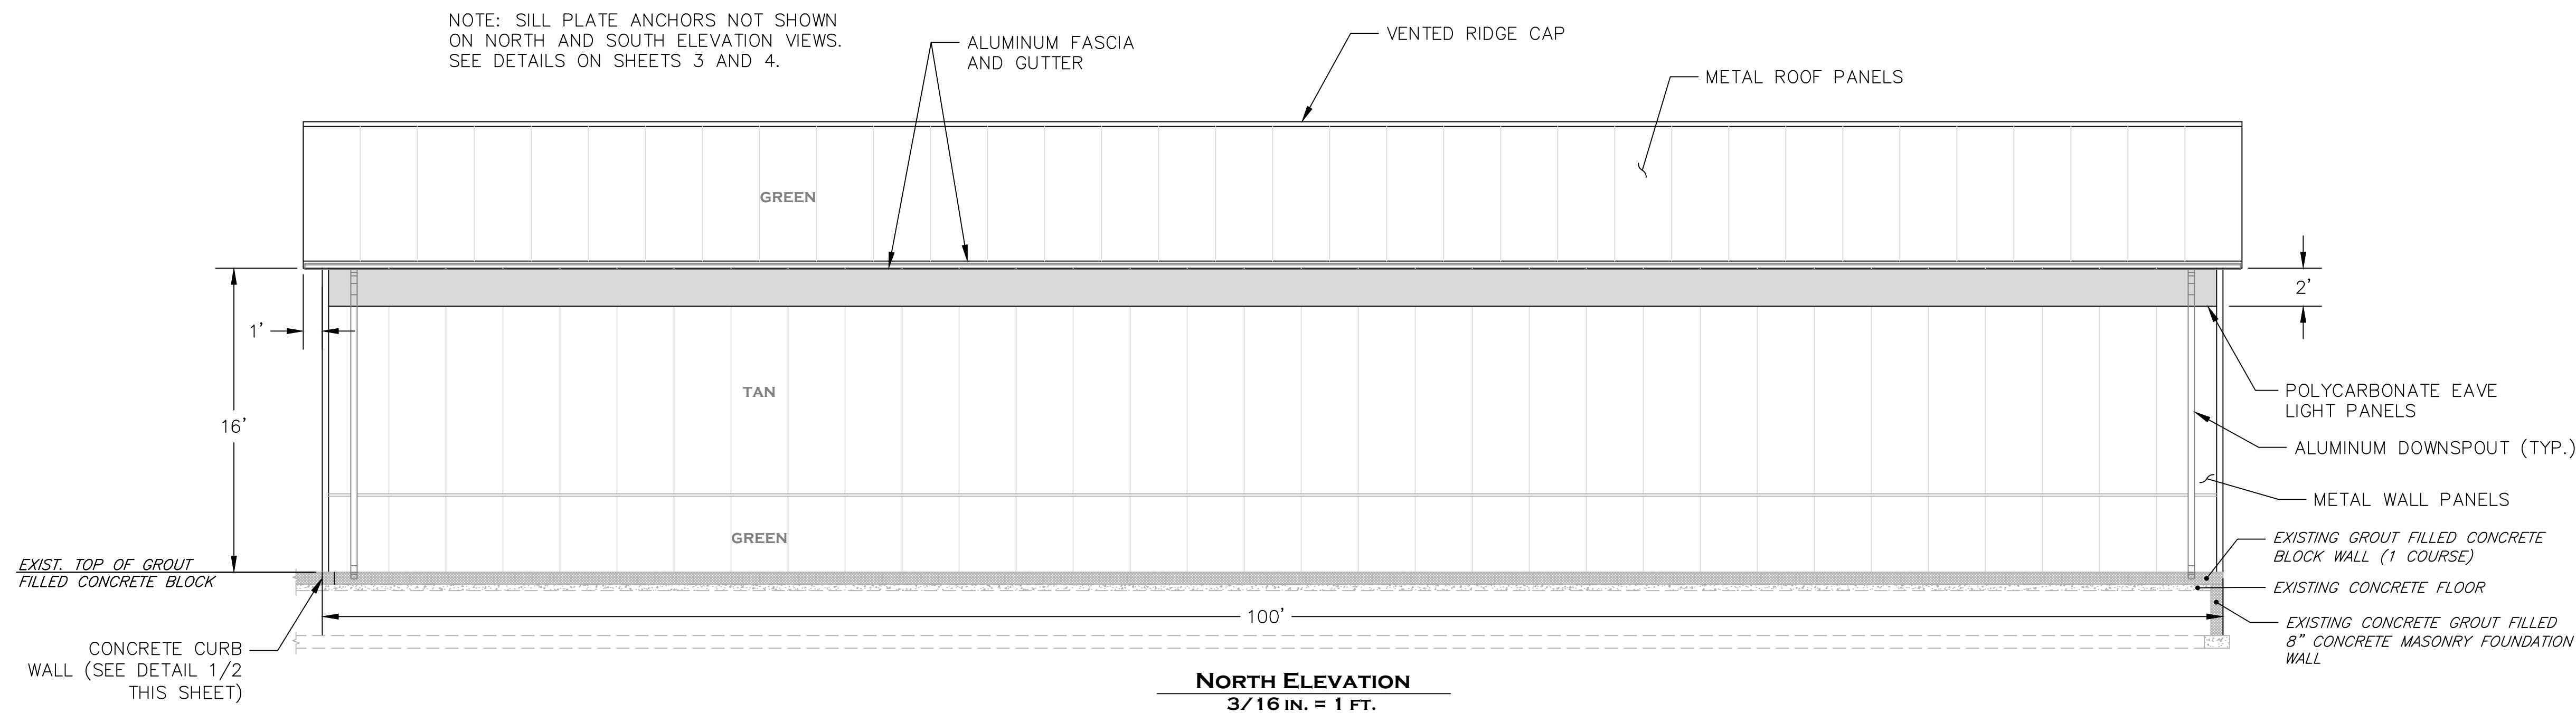 NOTE: SILL PLATE ANCHORS NOT SHOWN
ON NORTH AND SOUTH ELEVATION VIEWS.
SEE DETAILS ON SHEETS 3 AND 4.
ALUMINUM FASCIA
AND GUTTER
VENTED RIDGE CAP
METAL ROOF PANELS
GREEN
2'
1'
POLYCARBONATE EAVE
LIGHT PANELS
TAN
16'
ALUMINUM DOWNSPOUT (TYP.)
METAL WALL PANELS
GREEN
EXISTING GROUT FILLED CONCRETE
BLOCK WALL (1 COURSE)
EXIST. TOP OF GROUT
FILLED CONCRETE BLOCK
EXISTING CONCRETE FLOOR
100'
EXISTING CONCRETE GROUT FILLED
8" CONCRETE MASONRY FOUNDATION
WALL
CONCRETE CURB
WALL (SEE DETAIL 1/2
THIS SHEET)
NORTH ELEVATION
3/16 IN. = 1 FT.